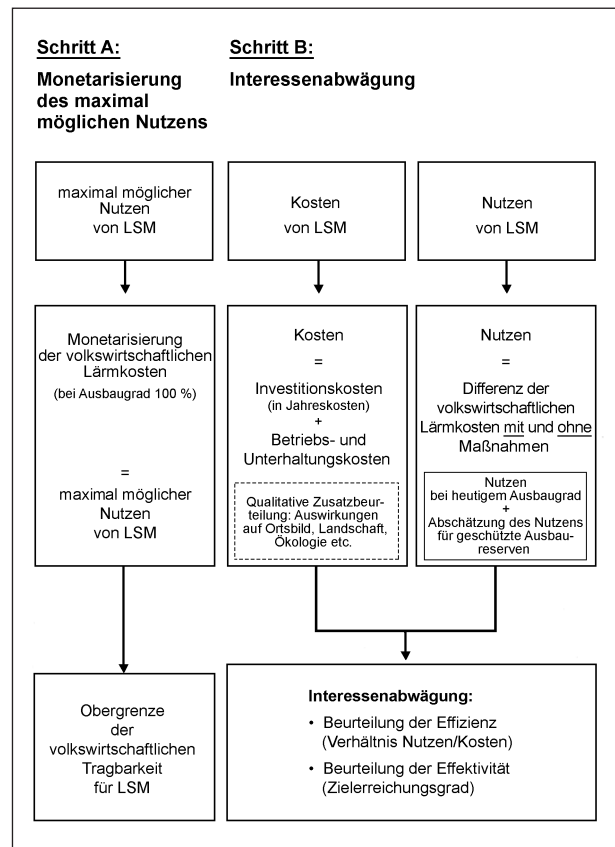 Schritt A:
Monetarisierung
des maximal
möglichen Nutzens
Schritt B:
Interessenabwägung
maximal möglicher
Nutzen
von LSM
Kosten
von LSM
Nutzen
von LSM
Monetarisierung
der volkswirtschaftlichen
Lärmkosten
(bei Ausbaugrad 100 %)
=
maximal möglicher
Nutzen
von LSM
Kosten
=
Investitionskosten
(in Jahreskosten)
+
Betriebs- und
Unterhaltungskosten
Qualitative Zusatzbeur-
teilung: Auswirkungen
auf Ortsbild, Landschaft,
Ökologie etc.
Nutzen
=
Differenz der
volkswirtschaftlichen
Lärmkosten mit und ohne
Maßnahmen
Nutzen
bei heutigem Ausbaugrad
+
Abschätzung des Nutzens
für geschützte Ausbau-
reserven
Obergrenze
der
volkswirtschaftlichen
Tragbarkeit
für LSM
Interessenabwägung:
• Beurteilung der Effizienz
(Verhältnis Nutzen/Kosten)
• Beurteilung der Effektivität
(Zielerreichungsgrad)